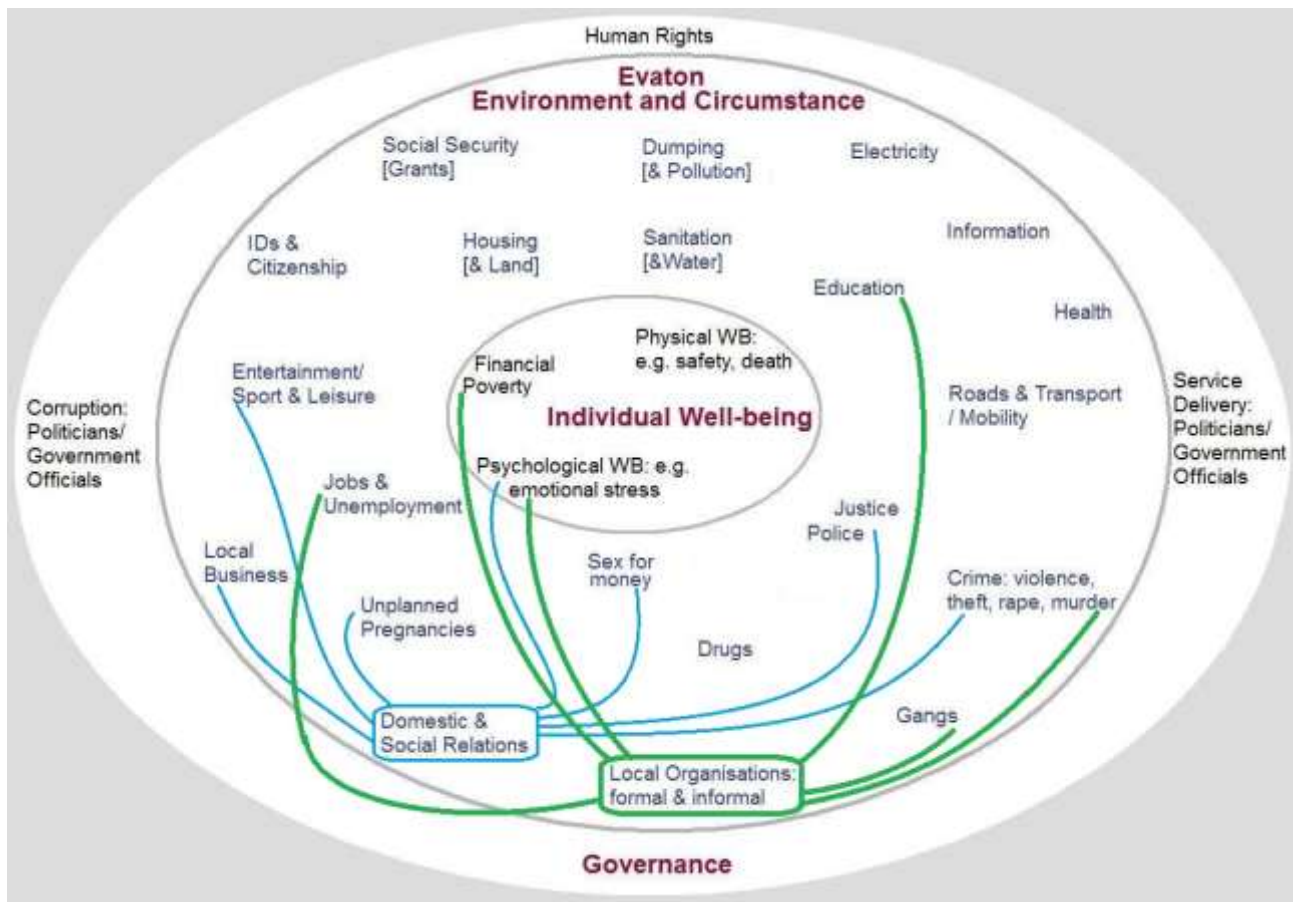 Human Rights
Evaton
Environment and Circumstance
Social Security
[Grants]
Dumping
[& Pollution]
Electricity
IDs &
Citizenship
Housing
[& Land]
Sanitation
[&Water]
Information
Education
Health
Physical WB:
e.g. safety, death
Financial
Poverty
Entertainment/
Sport & Leisure
Roads & Transport
/ Mobility
Corruption:
Politicians/
Government
Officials
Service
Delivery:
Politicians/
Government
Officials
Individual Well-being
Psychological WB: e.g.
emotional stress
Jobs &
Unemployment
Justice
Police
Local
Business
Sex for
money
Crime: violence,
theft, rape, murder
Unplanned
Pregnancies
Drugs
Gangs
Domestic &
Social Relations
Local Organisations:
formal & informal
Governance